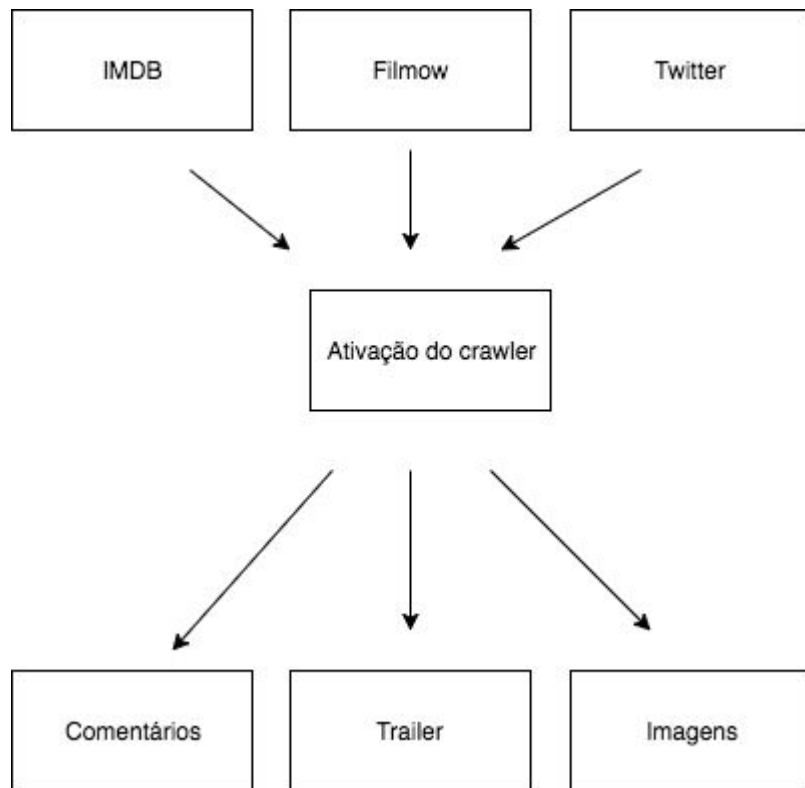 IMDB
Filmow
Twitter
Ativação do crawler
Comentários
Trailer
Imagens